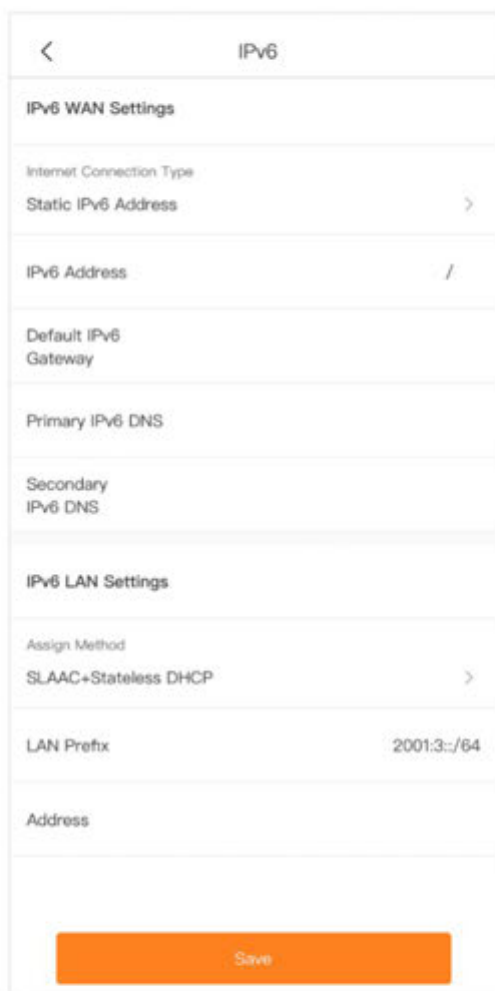 IPv6
IPv6 WAN Settings
Internet Connection Type
Static IPv6 Address
IPv6 Address /
Default IPv6
Gateway
Primary IPv6 DNS
Secondary
IPv6 DNS
IPv6 LAN Settings
Assign Method
SLAAC+Stateless DHCP
LAN Prefix 2001:3::/64
Address
Save